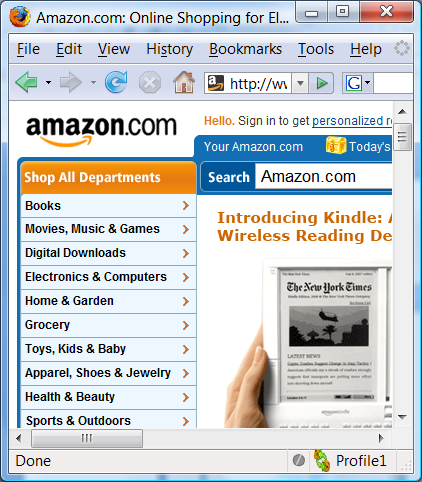 Amazon.com: Online Shopping for El...
File Edit View History Bookmarks Tools Help
http://w
G
amazon.com
Hello. Sign in to get personalized re
Your Amazon.com Today's
Shop All Departments
Search Amazon.com
Books
Movies, Music & Games
Digital Downloads
Electronics & Computers
Home & Garden
Grocery
Toys, Kids & Baby
Apparel, Shoes & Jewelry
Health & Beauty
Sports & Outdoors
Introducing Kindle: A
Wireless Reading De
The New York Times
LATEST NEWS
amazonkindle
Done Profile1